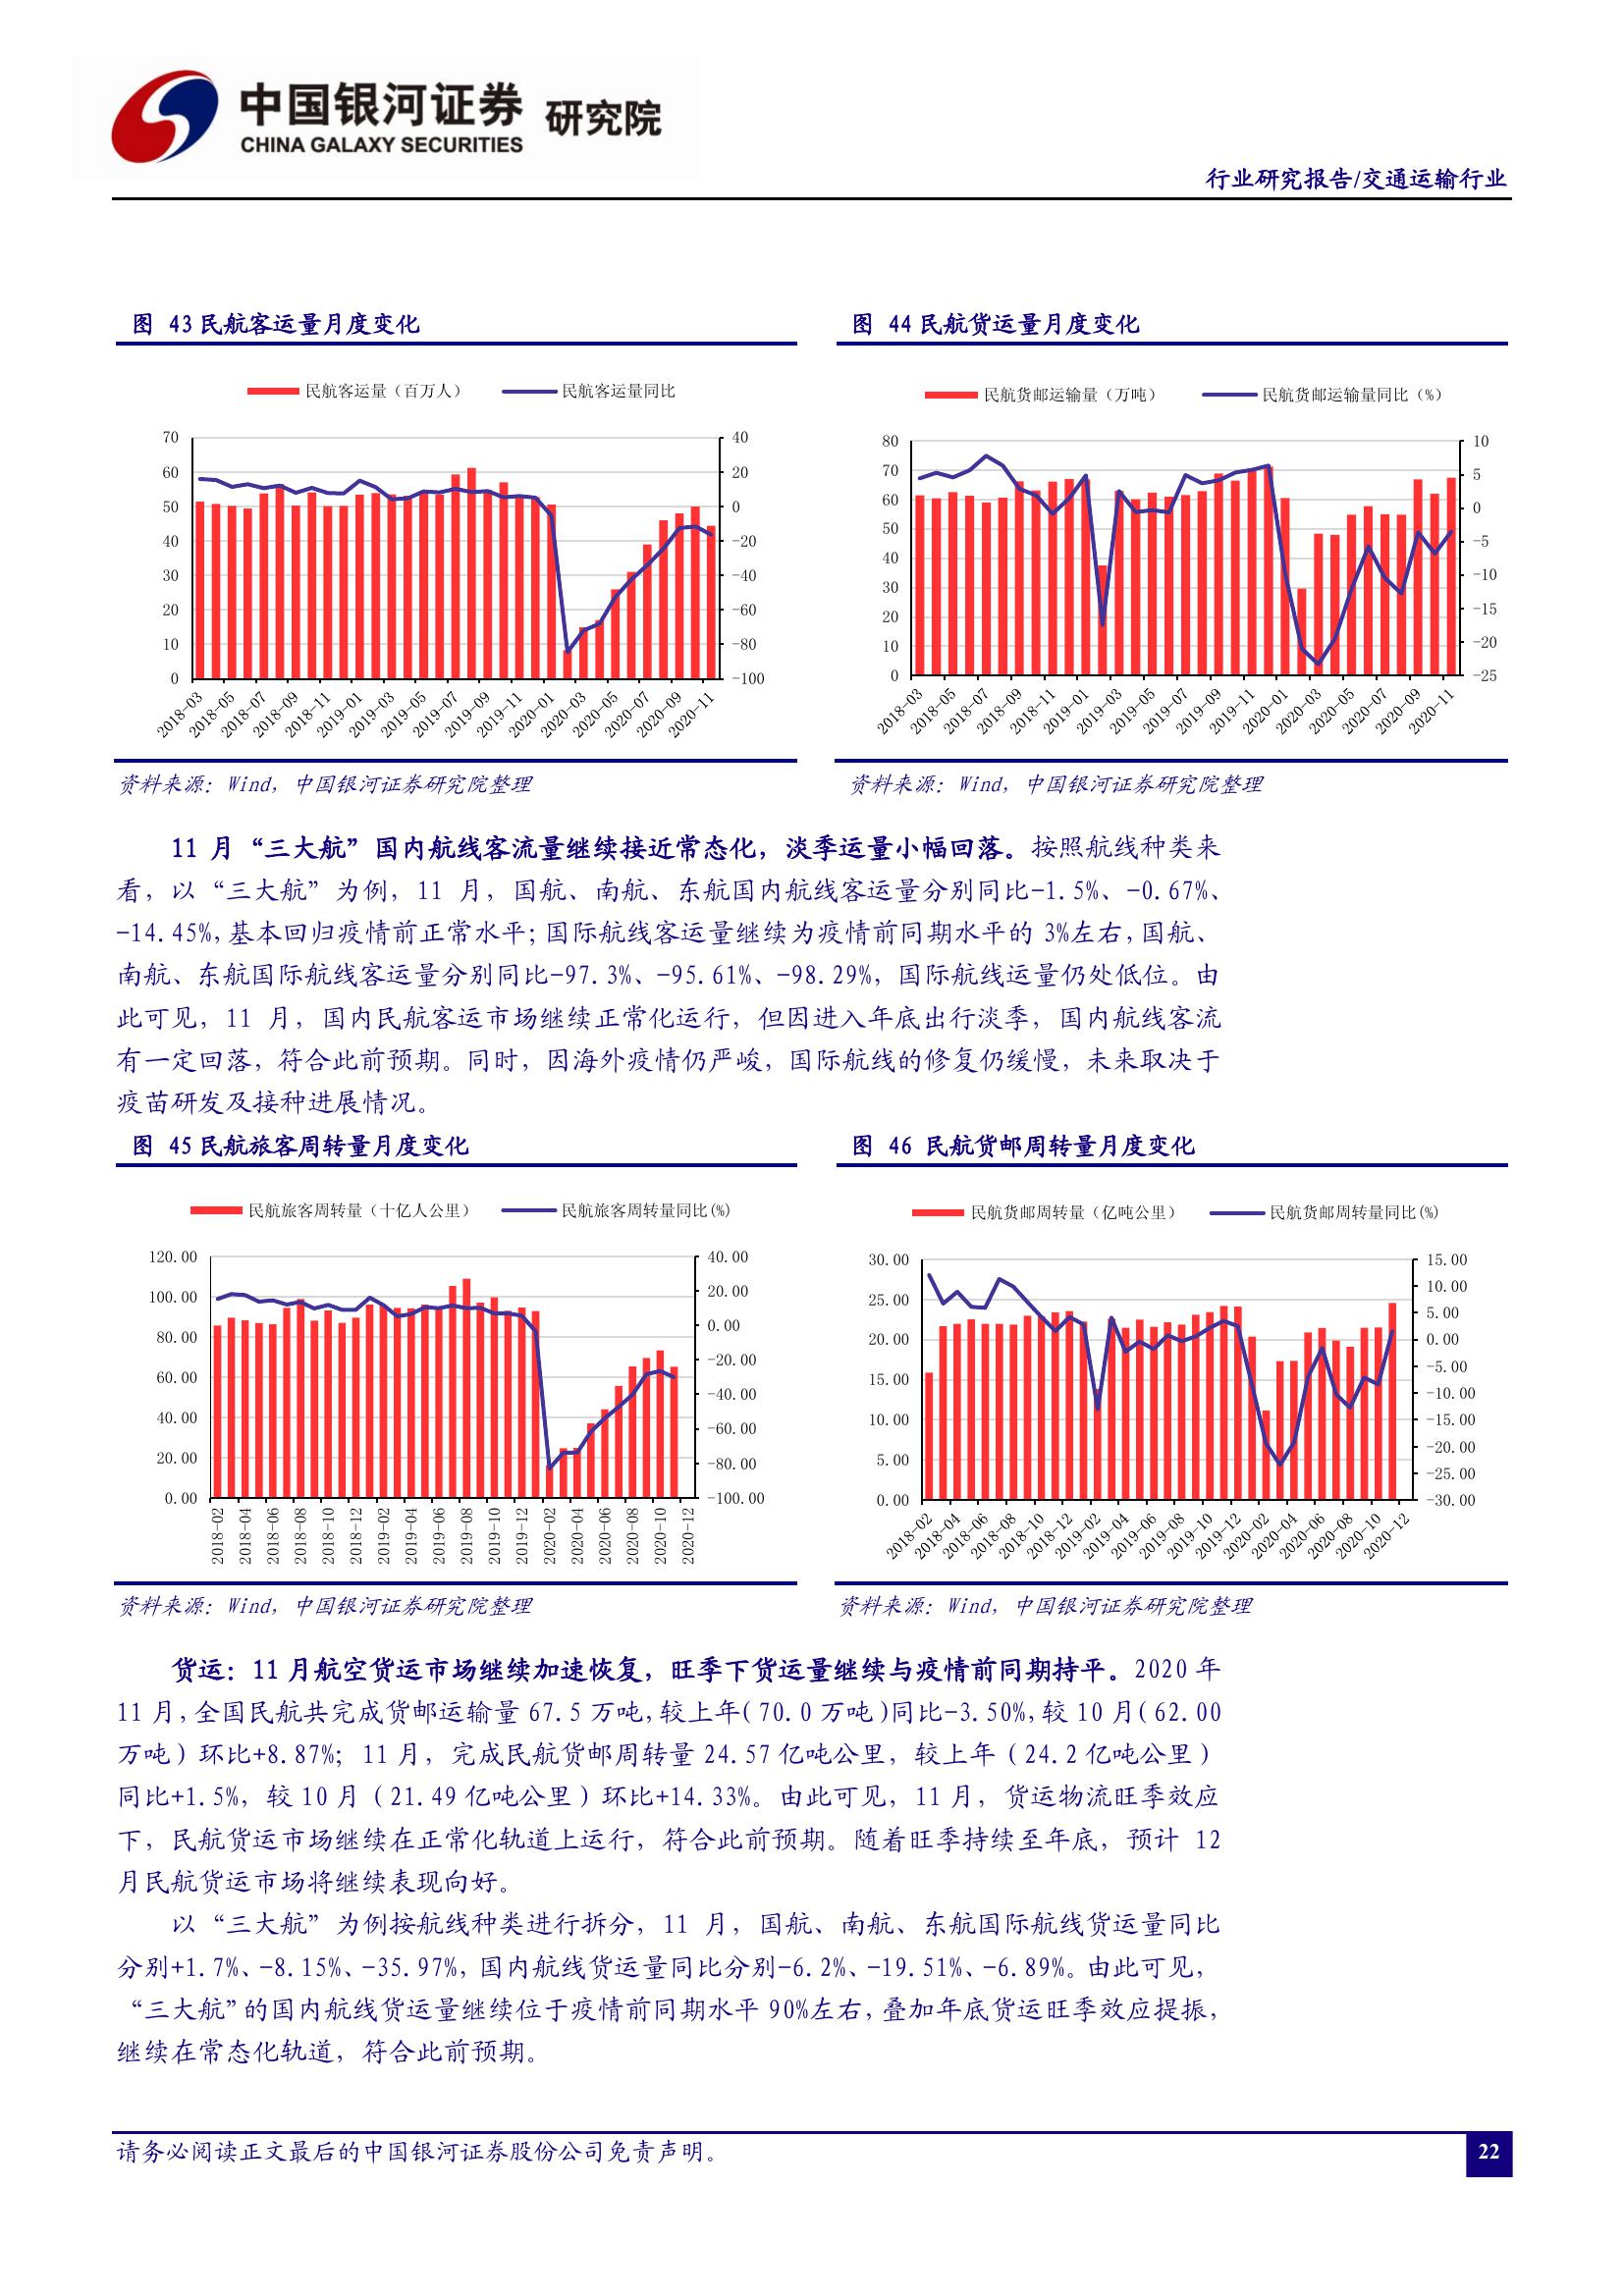 中国银河证券 研究院
CHINA GALAXY SECURITIES
行业研究报告/交通运输行业
图 43 民航客运量月度变化
民航客运量（百万人） 民航客运量同比
70
60
50
40
30
20
10
0
40
20
0
-20
-40
-60
-80
-100
2018-03 2018-05 2018-07 2018-09 2018-11 2019-01 2019-03 2019-05 2019-07 2019-09 2019-11 2020-01 2020-03 2020-05 2020-07 2020-09 2020-11
资料来源：Wind，中国银河证券研究院整理
图 44 民航货运量月度变化
民航货邮运输量（万吨） 民航货邮运输量同比（%）
80
70
60
50
40
30
20
10
0
10
5
0
-5
-10
-15
-20
-25
2018-03 2018-05 2018-07 2018-09 2018-11 2019-01 2019-03 2019-05 2019-07 2019-09 2019-11 2020-01 2020-03 2020-05 2020-07 2020-09 2020-11
资料来源：Wind，中国银河证券研究院整理
11 月“三大航”国内航线客流量继续接近常态化，淡季运量小幅回落。按照航线种类来
看，以“三大航”为例，11 月，国航、南航、东航国内航线客运量分别同比-1.5%、-0.67%、
-14.45%，基本回归疫情前正常水平；国际航线客运量继续为疫情前同期水平的 3%左右，国航、
南航、东航国际航线客运量分别同比-97.3%、-95.61%、-98.29%，国际航线运量仍处低位。由
此可见，11 月，国内民航客运市场继续正常化运行，但因进入年底出行淡季，国内航线客流
有一定回落，符合此前预期。同时，因海外疫情仍严峻，国际航线的修复仍缓慢，未来取决于
疫苗研发及接种进展情况。
图 45 民航旅客周转量月度变化
民航旅客周转量（十亿人公里） 民航旅客周转量同比(%)
120.00
100.00
80.00
60.00
40.00
20.00
0.00
40.00
20.00
0.00
-20.00
-40.00
-60.00
-80.00
-100.00
2018-02 2018-04 2018-06 2018-08 2018-10 2018-12 2019-02 2019-04 2019-06 2019-08 2019-10 2019-12 2020-02 2020-04 2020-06 2020-08 2020-10 2020-12
资料来源：Wind，中国银河证券研究院整理
图 46 民航货邮周转量月度变化
民航货邮周转量（亿吨公里） 民航货邮周转量同比(%)
30.00
25.00
20.00
15.00
10.00
5.00
0.00
15.00
10.00
5.00
0.00
-5.00
-10.00
-15.00
-20.00
-25.00
-30.00
2018-02 2018-04 2018-06 2018-08 2018-10 2018-12 2019-02 2019-04 2019-06 2019-08 2019-10 2019-12 2020-02 2020-04 2020-06 2020-08 2020-10 2020-12
资料来源：Wind，中国银河证券研究院整理
货运：11 月航空货运市场继续加速恢复，旺季下货运量继续与疫情前同期持平。2020 年
11 月，全国民航共完成货邮运输量 67.5 万吨，较上年（70.0 万吨）同比-3.50%，较 10 月（62.00
万吨）环比+8.87%；11 月，完成民航货邮周转量 24.57 亿吨公里，较上年（24.2 亿吨公里）
同比+1.5%，较 10 月（21.49 亿吨公里）环比+14.33%。由此可见，11 月，货运物流旺季效应
下，民航货运市场继续在正常化轨道上运行，符合此前预期。随着旺季持续至年底，预计 12
月民航货运市场将继续表现向好。
以“三大航”为例按航线种类进行拆分，11 月，国航、南航、东航国际航线货运量同比
分别+1.7%、-8.15%、-35.97%，国内航线货运量同比分别-6.2%、-19.51%、-6.89%。由此可见，
“三大航”的国内航线货运量继续位于疫情前同期水平 90%左右，叠加年底货运旺季效应提振，
继续在常态化轨道，符合此前预期。
请务必阅读正文最后的中国银河证券股份公司免责声明。
22